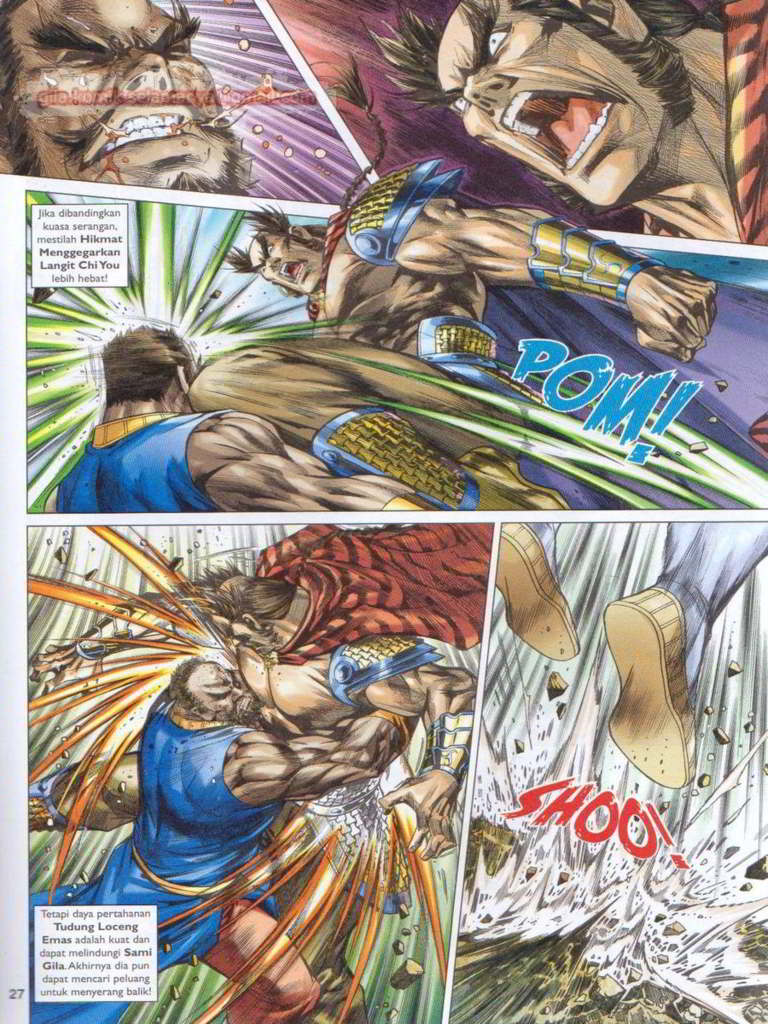 Jika dibandingkan
kuasa serangan,
mestilah Hikmat
Menggegarkan
Langit Chi You
lebih hebat!
POM!
SHOO!
Tetapi daya pertahanan
Tudung Loceng
Emas adalah kuat dan
dapat melindungi Sami
Gila. Akhirnya dia pun
dapat mencari peluang
untuk menyerang balik!
27